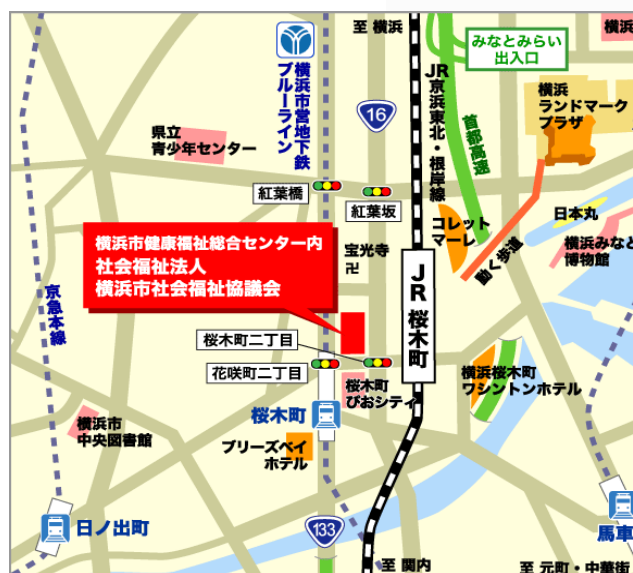 至 横浜
みなとみらい
出入口
横浜
横浜市営地下鉄
ブルーライン
JR京浜東北・根岸線
首都高速
横浜
ランドマーク
プラザ
16
県立
青少年センター
紅葉橋
紅葉坂
コレット
マーレ
日本丸
動く歩道
横浜みなと
博物館
横浜市健康福祉総合センター内
社会福祉法人
横浜市社会福祉協議会
宝光寺
卍
JR 桜木町
京急本線
桜木町二丁目
花咲町二丁目
桜木町
ぴおシティ
横浜桜木町
ワシントンホテル
桜木町
横浜市
中央図書館
ブリーズベイ
ホテル
日ノ出町
133
馬車
至 関内
至 元町・中華街